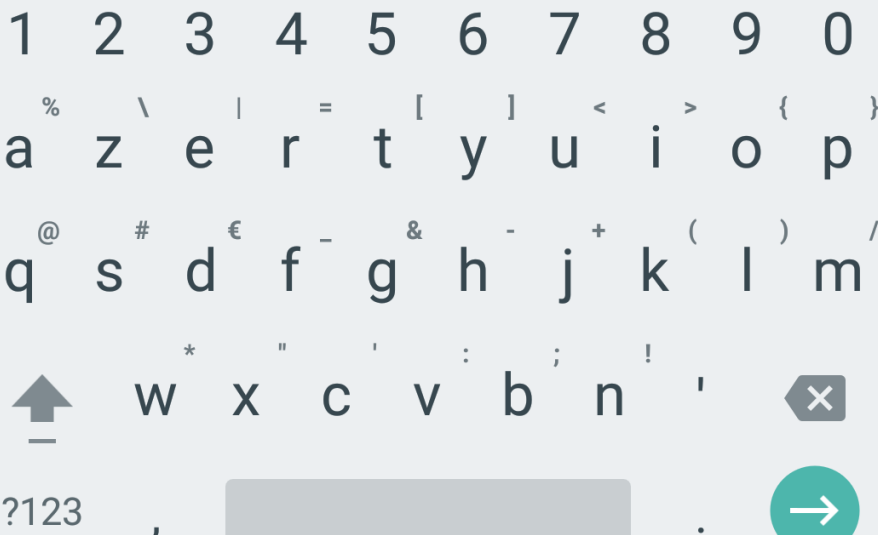 1 2 3 4 5 6 7 8 9 0
% \ | = [ ] < > { }
a z e r t y u i o p
@ # € _ & - + ( ) /
q s d f g h j k l m
* " ' : ; !
w x c v b n '
?123 , .